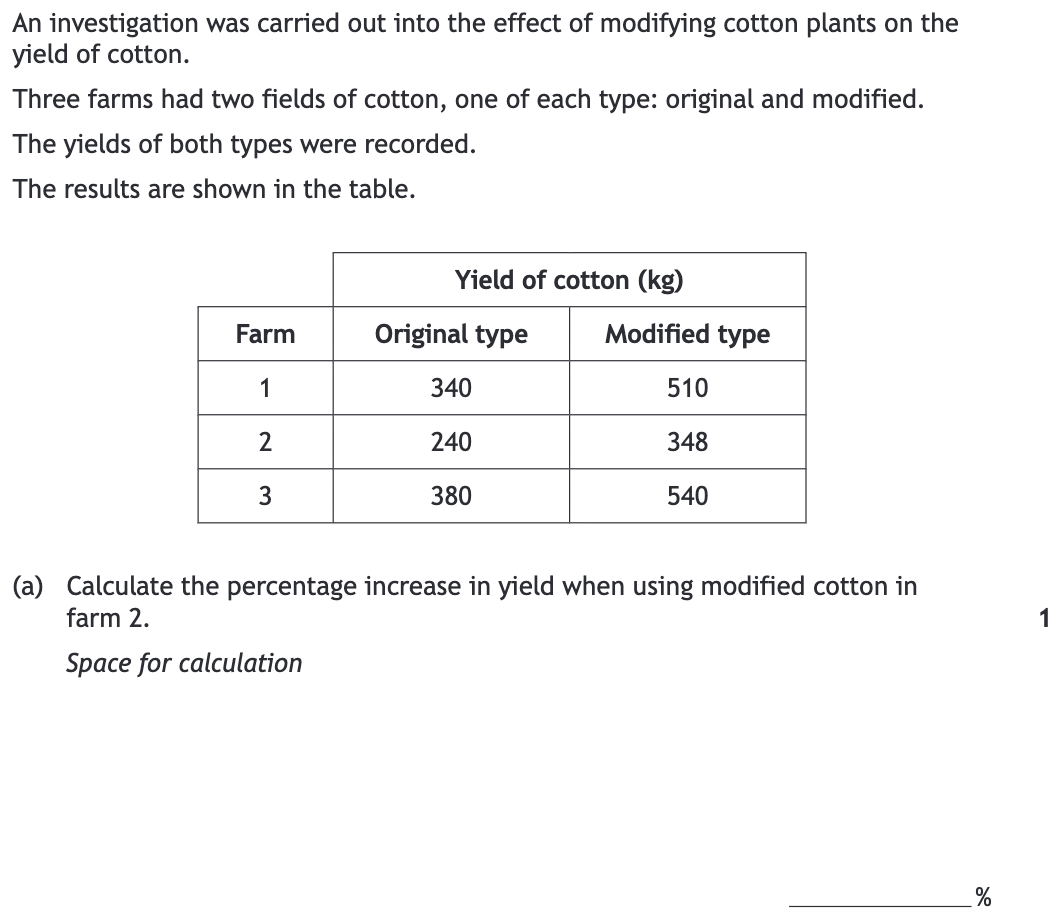 An investigation was carried out into the effect of modifying cotton plants on the
yield of cotton.
Three farms had two fields of cotton, one of each type: original and modified.
The yields of both types were recorded.
The results are shown in the table.
Yield of cotton (kg)
Farm Original type Modified type
1 340 510
2 240 348
3 380 540
(a) Calculate the percentage increase in yield when using modified cotton in
farm 2. 1
Space for calculation
%